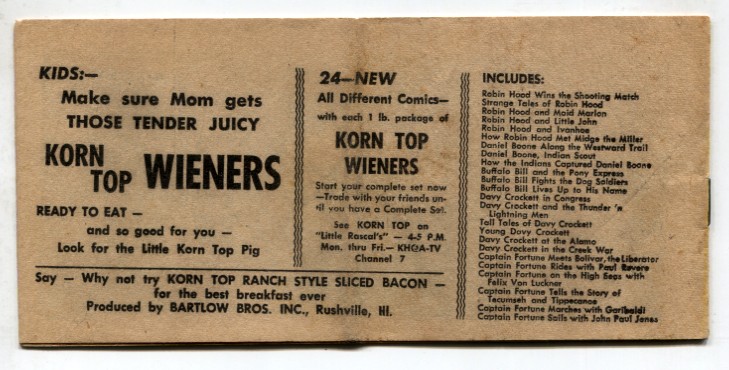 KIDS:—
Make sure Mom gets
THOSE TENDER JUICY
KORN TOP WIENERS
READY TO EAT —
and so good for you —
Look for the Little Korn Top Pig
24—NEW
All Different Comics—
with each 1 lb. package of
KORN TOP
WIENERS
Start your complete set now
—Trade with your friends un-
til you have a Complete Set.
See KORN TOP on
"Little Rascal's" — 4-5 P.M.
Mon. thru Fri.— KHQA-TV
Channel 7
Say — Why not try KORN TOP RANCH STYLE SLICED BACON —
for the best breakfast ever
Produced by BARTLOW BROS. INC., Rushville, Ill.
INCLUDES:
Robin Hood Wins the Shooting Match
Strange Tales of Robin Hood
Robin Hood and Maid Marion
Robin Hood and Little John
Robin Hood and Ivanhoe
How Robin Hood Met Midge the Miller
Daniel Boone Along the Westward Trail
Daniel Boone, Indian Scout
How the Indians Captured Daniel Boone
Buffalo Bill and the Pony Express
Buffalo Bill Fights the Dog Soldiers
Buffalo Bill Lives Up to His Name
Davy Crockett in Congress
Davy Crockett and the Thunder 'n
Lightning Men
Tall Tales of Davy Crockett
Young Davy Crockett
Davy Crockett at the Alamo
Davy Crockett in the Creek War
Captain Fortune Meets Bolivar, the Liberator
Captain Fortune Rides with Paul Revere
Captain Fortune on the High Seas with
Felix Von Luckner
Captain Fortune Tells the Story of
Tecumseh and Tippecanoe
Captain Fortune Marches with Garibaldi
Captain Fortune Sails with John Paul Jones